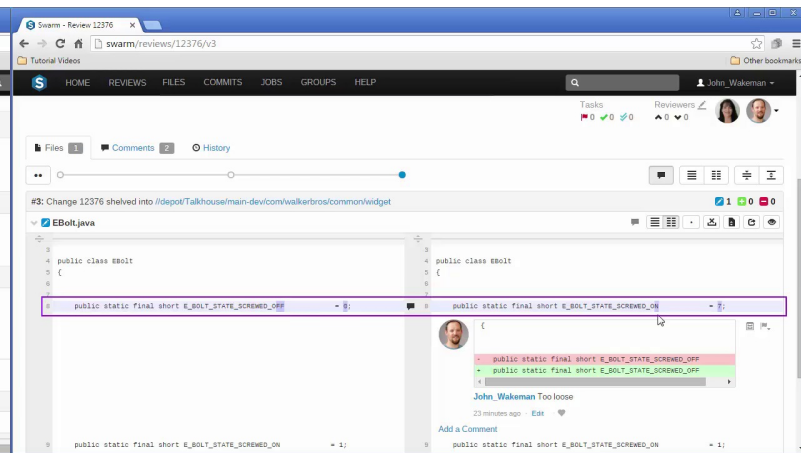 Swarm - Review 12376
swarm/reviews/12376/v3
Tutorial Videos
Other bookmarks
HOME REVIEWS FILES COMMITS JOBS GROUPS HELP
John_Wakeman
Tasks
0 0 0
Reviewers
0 0
Files 1
Comments 2
History
#3: Change 12376 shelved into //depot/Talkhouse/main-dev/com/walkerbros/common/widget
1 0 0
EBolt.java
3 3
4 public class EBolt 4 public class EBolt
5 { 5 {
6 6
7 7
8 public static final short E_BOLT_STATE_SCREWED_OFF = 6; 8 public static final short E_BOLT_STATE_SCREWED_ON = 7;
{
- public static final short E_BOLT_STATE_SCREWED_OFF
+ public static final short E_BOLT_STATE_SCREWED_OFF
John_Wakeman Too loose
23 minutes ago · Edit ·
Add a Comment
9 public static final short E_BOLT_STATE_SCREWED_ON = 1; 9 public static final short E_BOLT_STATE_SCREWED_ON = 1;